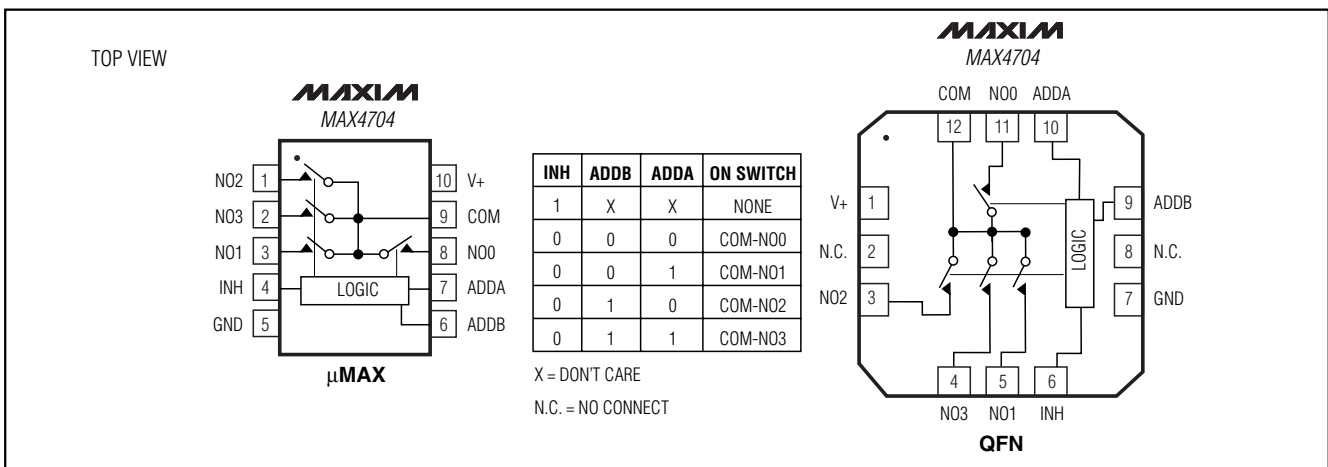 TOP VIEW
MAXIM
MAX4704
NO2 1
NO3 2
NO1 3
INH 4
GND 5
10 V+
9 COM
8 NO0
7 ADDA
6 ADDB
LOGIC
µMAX
INH ADDB ADDA ON SWITCH
1 X X NONE
0 0 0 COM-NO0
0 0 1 COM-NO1
0 1 0 COM-NO2
0 1 1 COM-NO3
X = DON'T CARE
N.C. = NO CONNECT
MAXIM
MAX4704
COM NO0 ADDA
12 11 10
V+ 1
N.C. 2
NO2 3
LOGIC
9 ADDB
8 N.C.
7 GND
4 5 6
NO3 NO1 INH
QFN